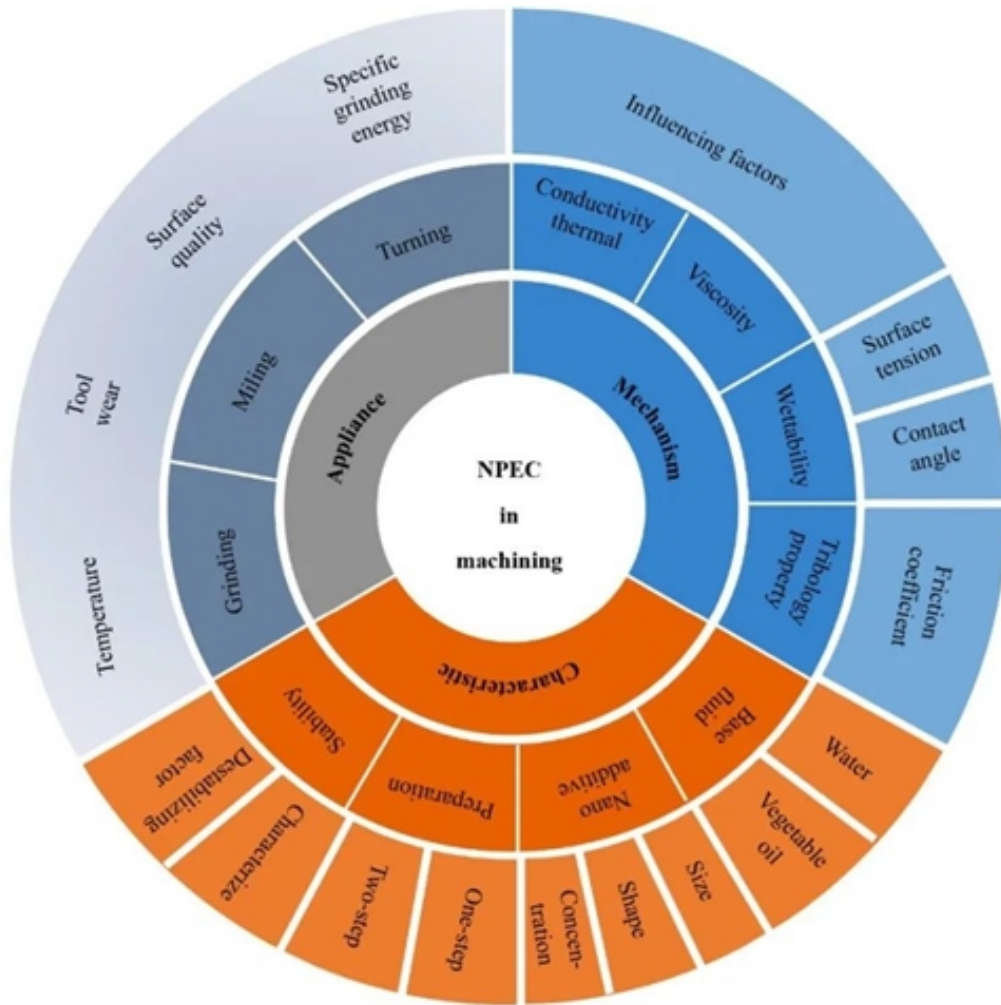 NPEC
in
machining
Appliance
Mechanism
Characteristic
Turning
Miling
Grinding
Conductivity
thermal
Viscosity
Wettability
Tribology
property
Base
fluid
Nano
additive
Preparation
Stability
Specific
grinding
energy
Surface
quality
Tool
wear
Temperature
Influencing factors
Surface
tension
Contact
angle
Friction
coefficient
Water
Vegetable
oil
Size
Shape
Concen-
tration
One-step
Two-step
Characterize
Destabilizing
factor